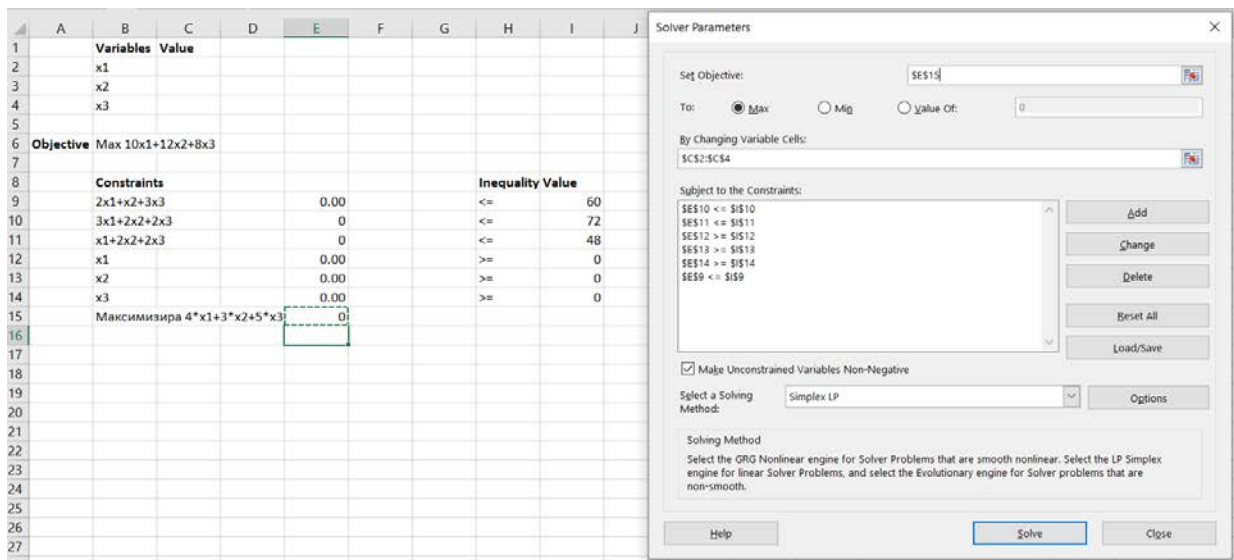 A B C D E F G H I J
1 Variables Value
2 x1
3 x2
4 x3
5
6 Objective Max 10x1+12x2+8x3
7
8 Constraints Inequality Value
9 2x1+x2+3x3 0.00 <= 60
10 3x1+2x2+2x3 0 <= 72
11 x1+2x2+2x3 0 <= 48
12 x1 0.00 >= 0
13 x2 0.00 >= 0
14 x3 0.00 >= 0
15 Максимизира 4*x1+3*x2+5*x3 0
16
17
18
19
20
21
22
23
24
25
26
27
Solver Parameters
Set Objective: $E$15
To: Max Min Value Of: 0
By Changing Variable Cells:
$C$2:$C$4
Subject to the Constraints:
$E$10 <= $I$10
$E$11 <= $I$11
$E$12 >= $I$12
$E$13 >= $I$13
$E$14 >= $I$14
$E$9 <= $I$9
Add
Change
Delete
Reset All
Load/Save
Make Unconstrained Variables Non-Negative
Select a Solving Method: Simplex LP Options
Solving Method
Select the GRG Nonlinear engine for Solver Problems that are smooth nonlinear. Select the LP Simplex
engine for linear Solver Problems, and select the Evolutionary engine for Solver problems that are
non-smooth.
Help Solve Close